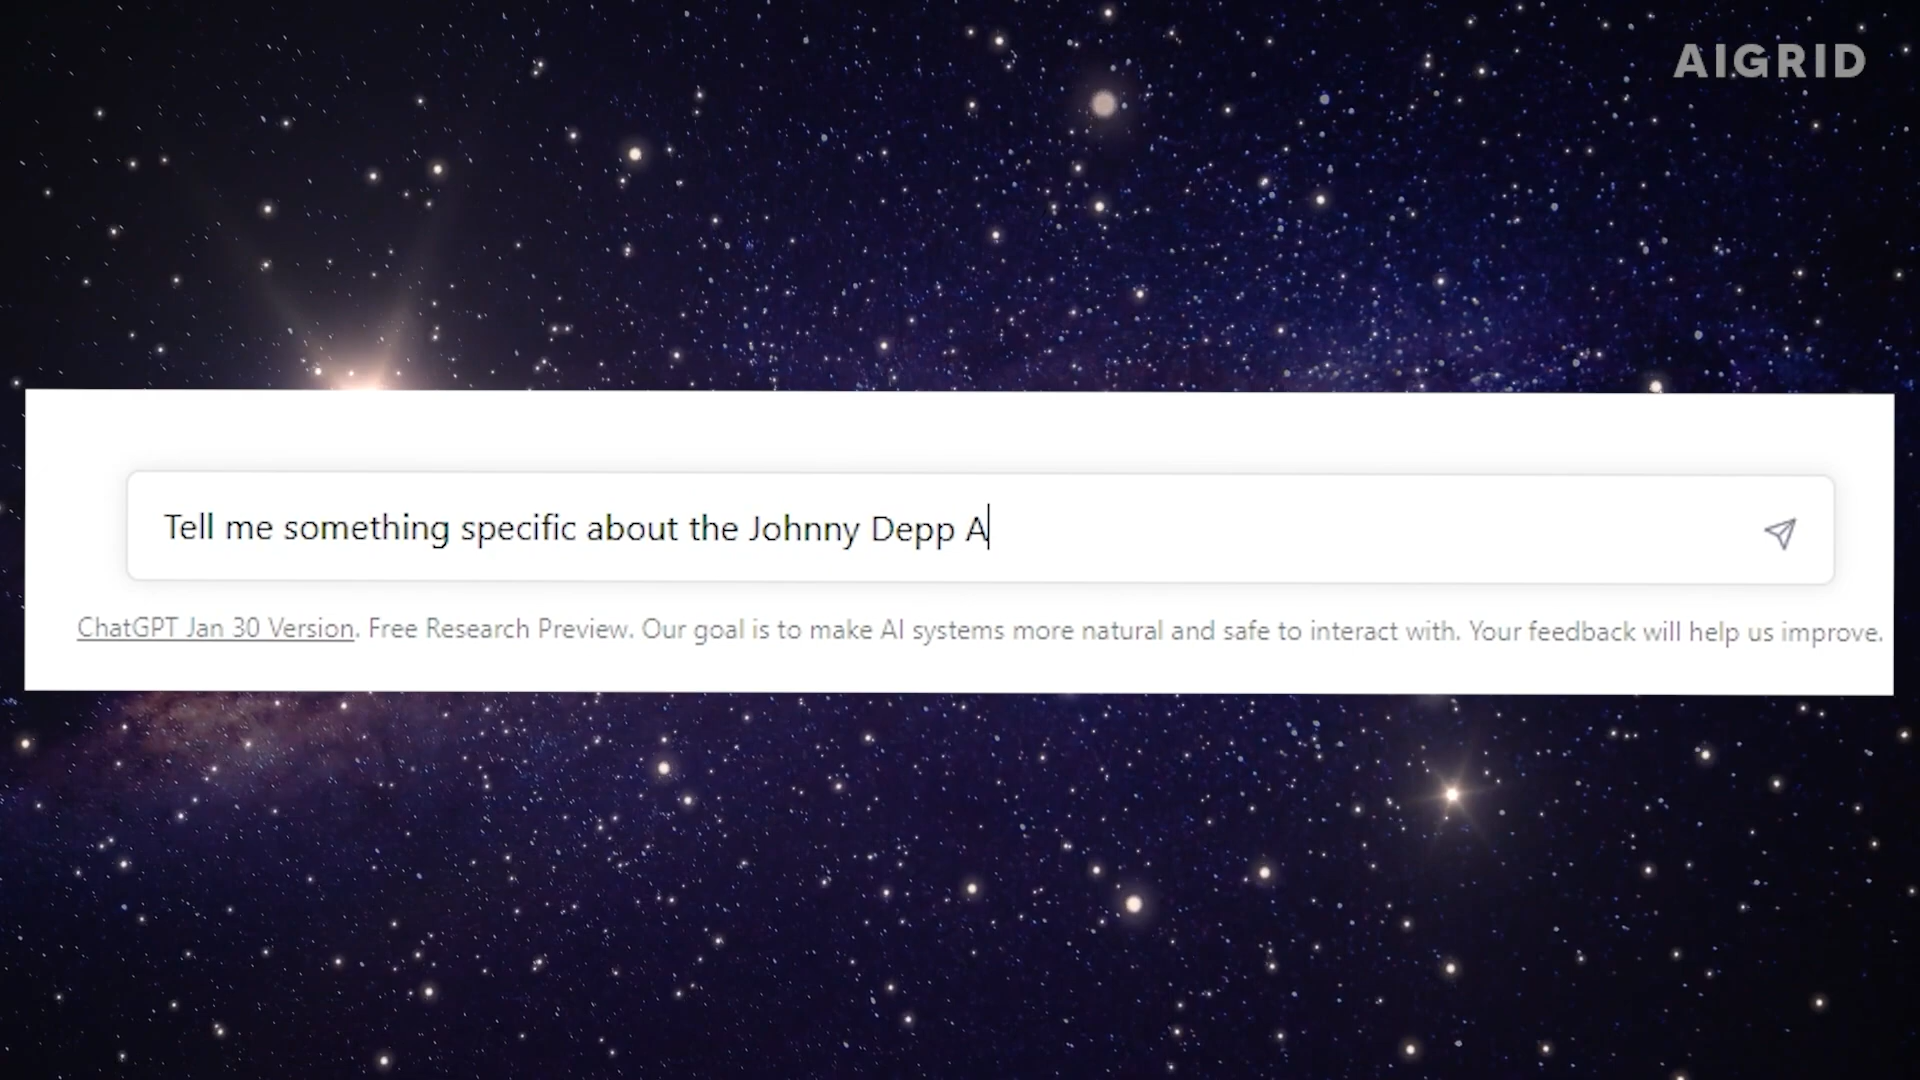 AIGRID
Tell me something specific about the Johnny Depp A
ChatGPT Jan 30 Version. Free Research Preview. Our goal is to make AI systems more natural and safe to interact with. Your feedback will help us improve.